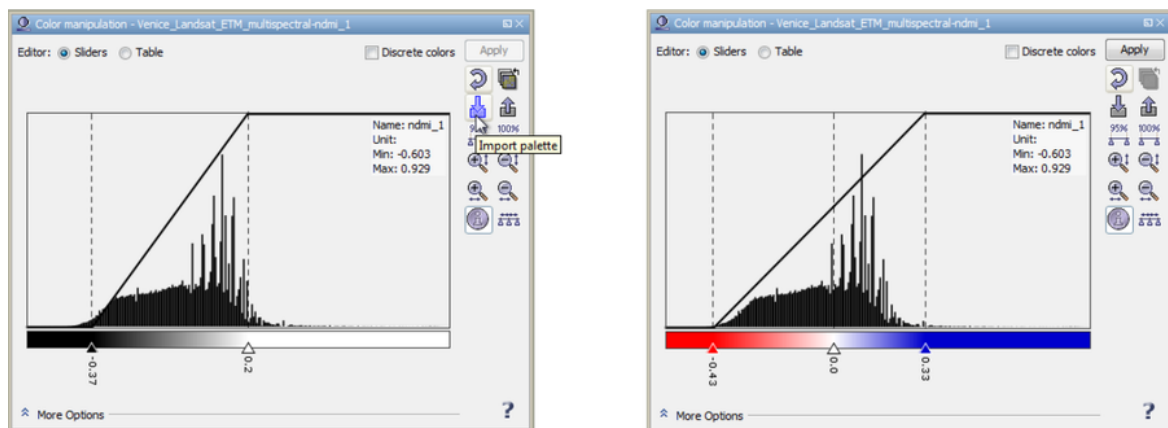 Color manipulation - Venice_Landsat_ETM_multispectral-ndmi_1
Editor: Sliders Table Discrete colors Apply
Name: ndmi_1
Unit:
Min: -0.603
Max: 0.929
100%
Import palette
-0.37
0.2
More Options
?
Color manipulation - Venice_Landsat_ETM_multispectral-ndmi_1
Editor: Sliders Table Discrete colors Apply
Name: ndmi_1
Unit:
Min: -0.603
Max: 0.929
95% 100%
-0.43
0.0
0.33
More Options
?